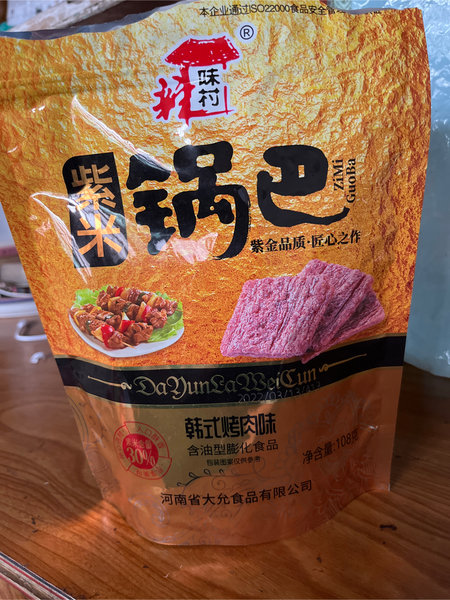 本企业通过ISO22000食品安全管
®
辣
味村
紫米
锅巴
ZiMi
GuoBa
紫金品质·匠心之作
DaYunLaWeiCun
韩式烤肉味
含油型膨化食品
包装图案仅供参考
净含量:108克
30%
河南省大允食品有限公司